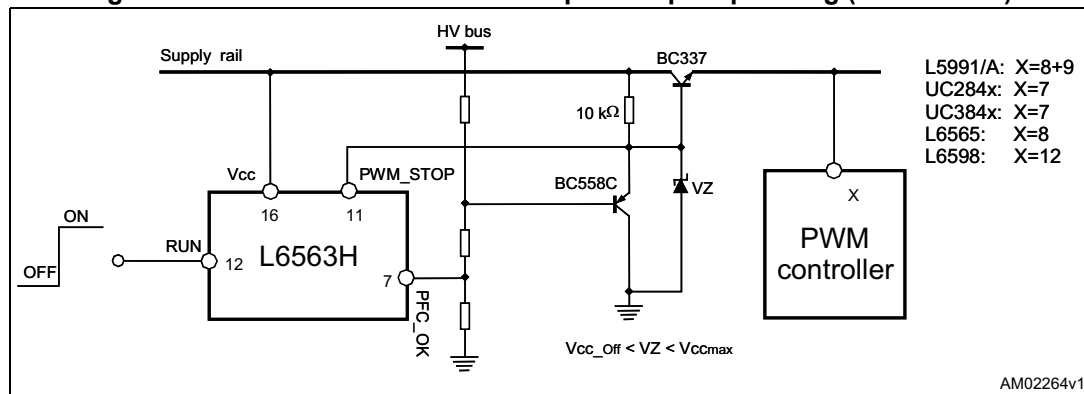 HV bus
Supply rail
BC337
L5991/A: X=8+9
UC284x: X=7
UC384x: X=7
L6565: X=8
L6598: X=12
10 kΩ
Vcc
PWM_STOP
BC558C
VZ
16
11
X
ON
OFF
RUN
12
L6563H
7
PFC_OK
PWM
controller
Vcc_Off < VZ < Vccmax
AM02264v1